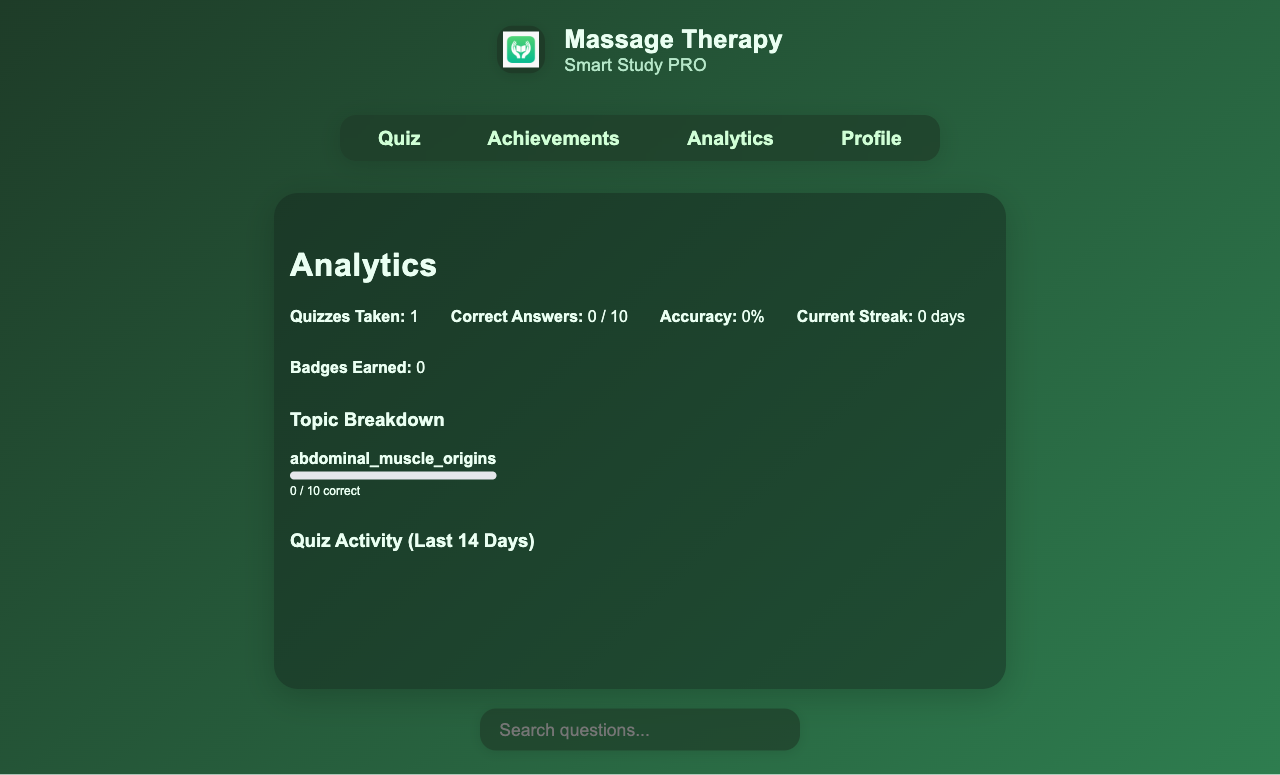 Massage Therapy
Smart Study PRO
Quiz Achievements Analytics Profile
Analytics
Quizzes Taken: 1 Correct Answers: 0 / 10 Accuracy: 0% Current Streak: 0 days
Badges Earned: 0
Topic Breakdown
abdominal_muscle_origins
0 / 10 correct
Quiz Activity (Last 14 Days)
Search questions...